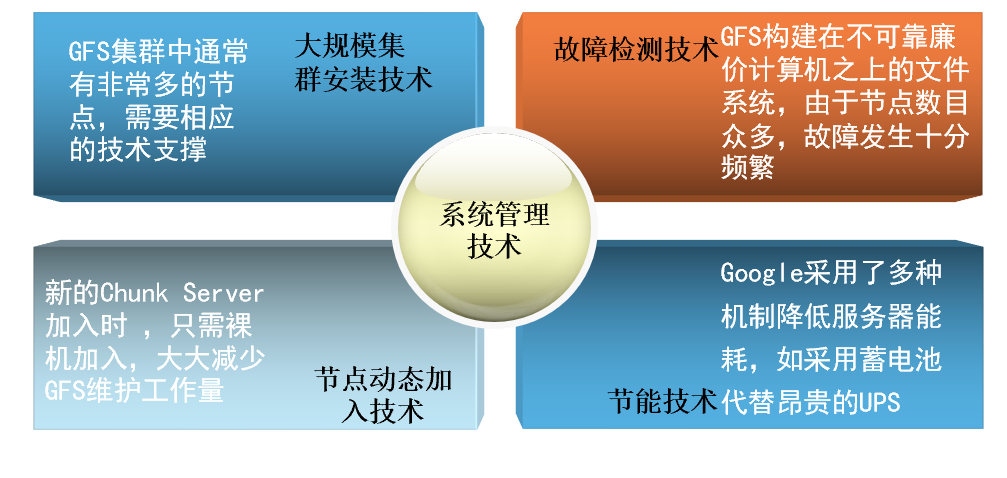 GFS集群中通常
有非常多的节
点，需要相应
的技术支撑
大规模集
群安装技术
故障检测技术
GFS构建在不可靠廉
价计算机之上的文件
系统，由于节点数目
众多，故障发生十分
频繁
系统管理
技术
新的Chunk Server
加入时 ，只需裸
机加入，大大减少
GFS维护工作量
节点动态加
入技术
节能技术
Google采用了多种
机制降低服务器能
耗，如采用蓄电池
代替昂贵的UPS